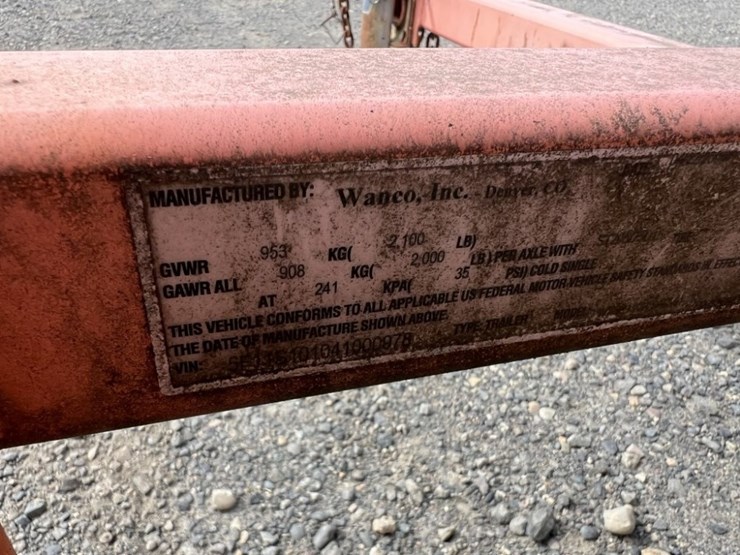 MANUFACTURED BY: Wanco, Inc. - Denver, CO
GVWR 953 KG( 2,100 LB)
GAWR ALL 908 KG( 2,000 LB) PER AXLE WITH
AT 241 KPA( 35 PSI) COLD SINGLE
THIS VEHICLE CONFORMS TO ALL APPLICABLE US FEDERAL MOTOR VEHICLE SAFETY STANDARDS IN EFFECT
THE DATE OF MANUFACTURE SHOWN ABOVE.
VIN: TYPE: TRAILER